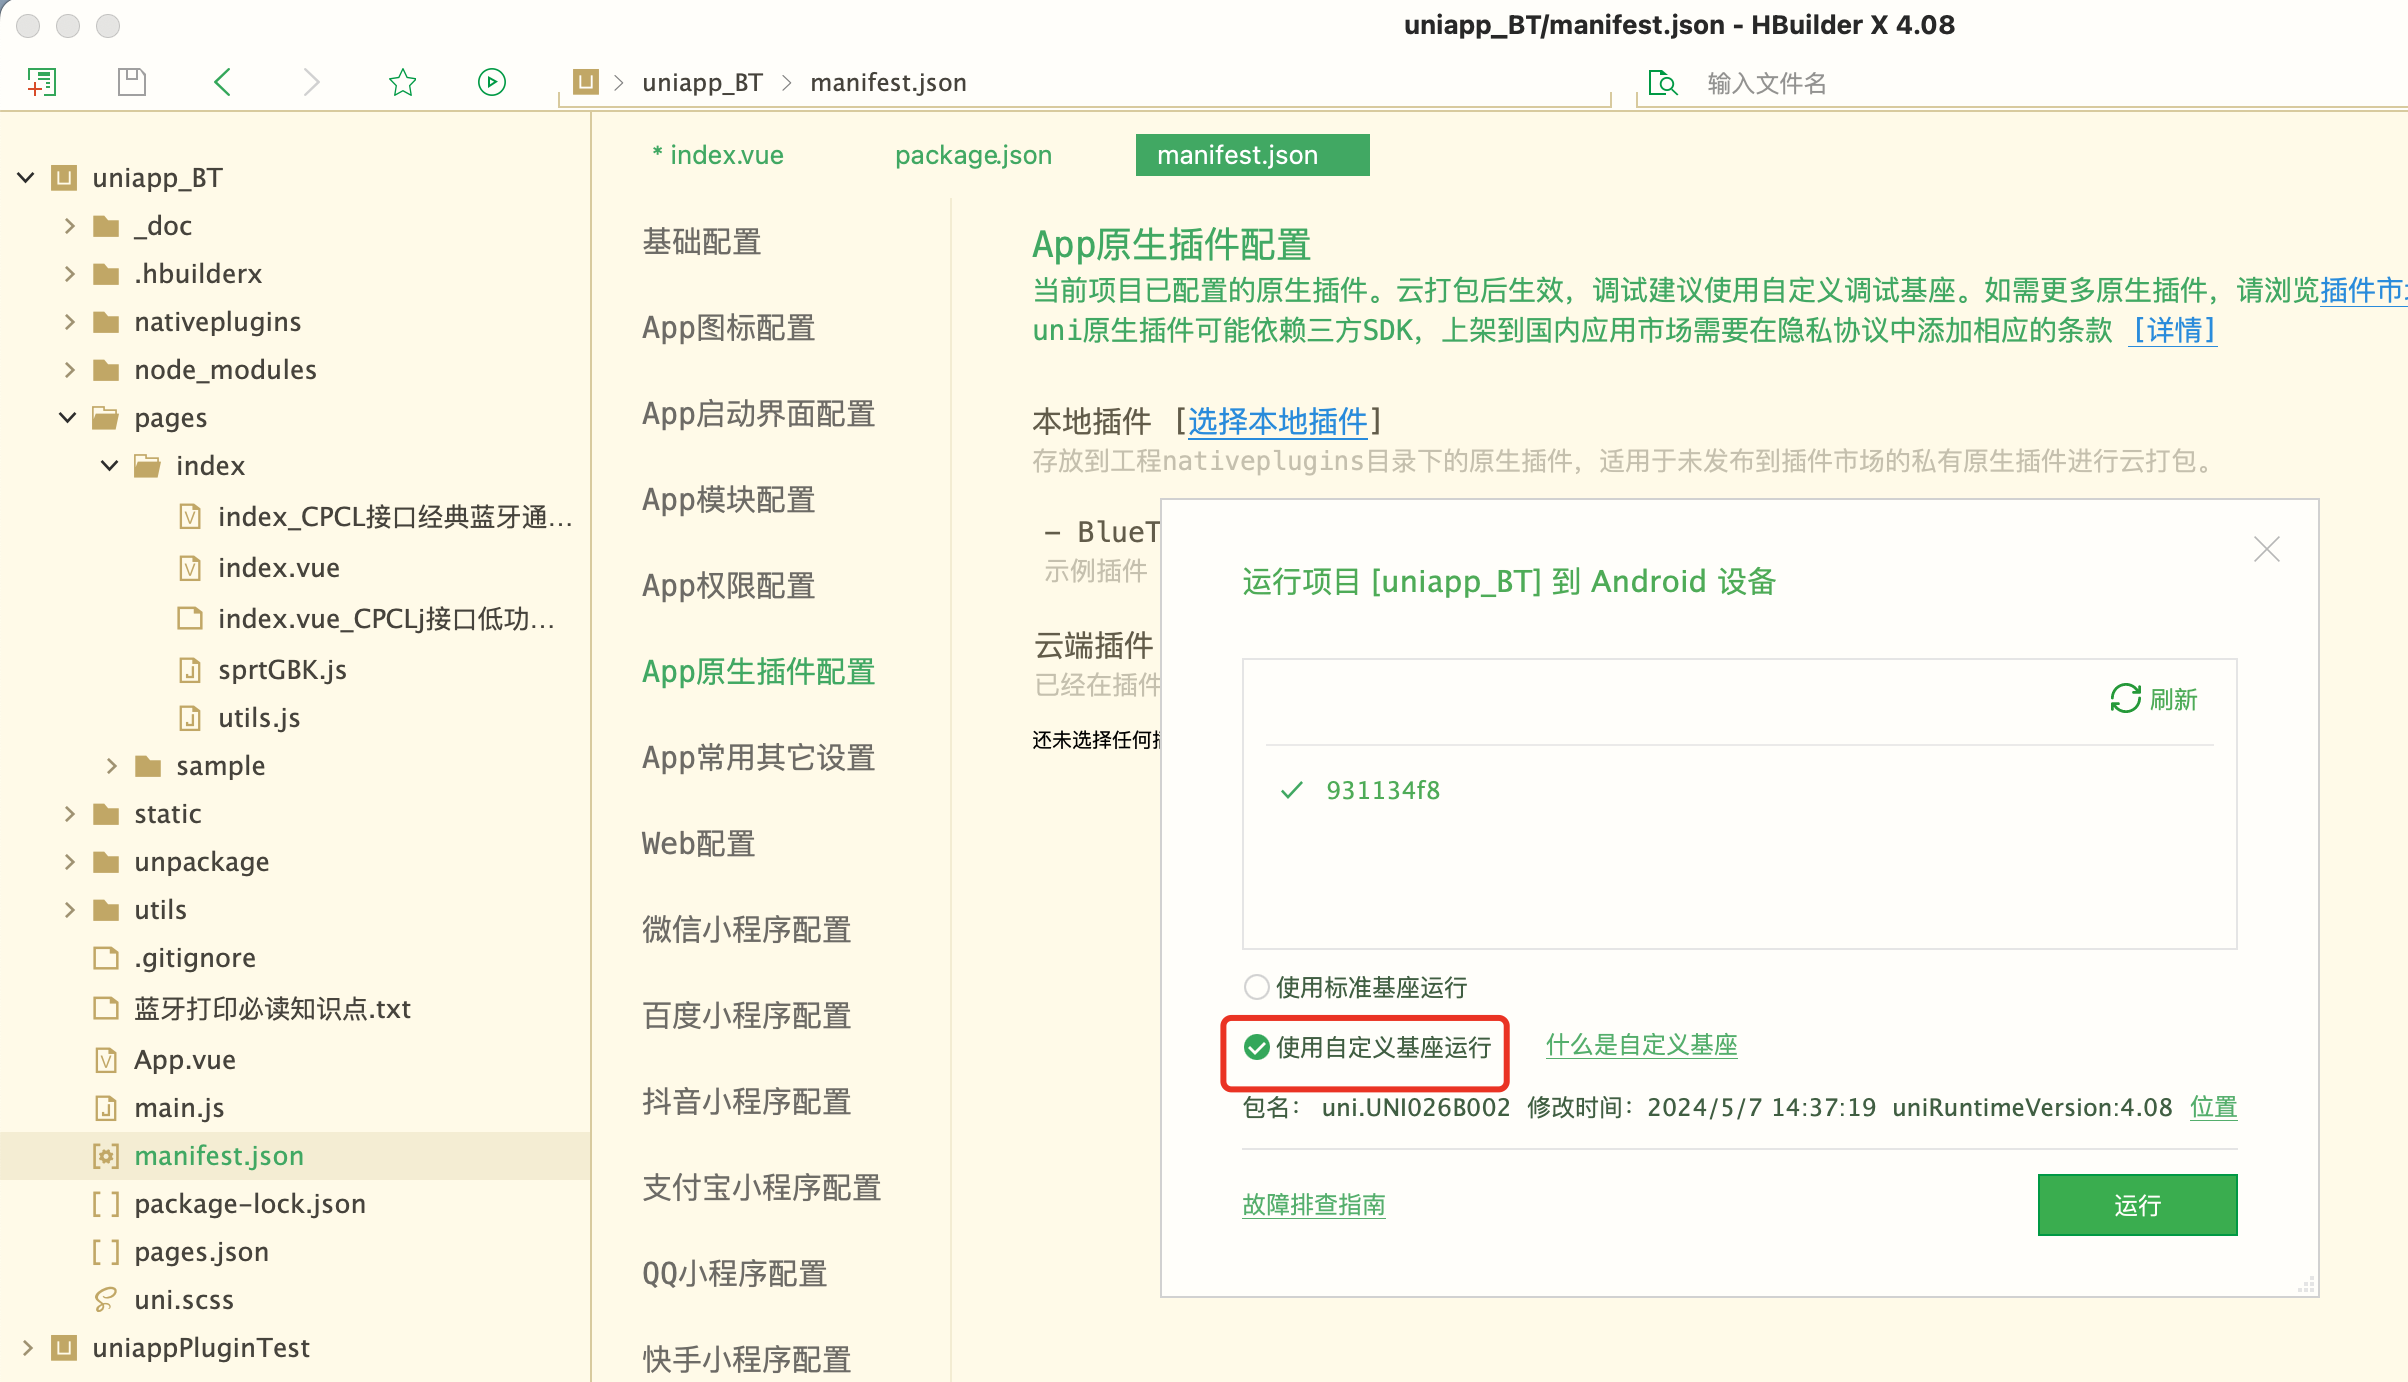 uniapp_BT/manifest.json - HBuilder X 4.08
uniapp_BT
manifest.json
输入文件名
uniapp_BT
_doc
.hbuilderx
nativeplugins
node_modules
pages
index
index_CPCL接口经典蓝牙通...
index.vue
index.vue_CPCLj接口低功...
sprtGBK.js
utils.js
sample
static
unpackage
utils
.gitignore
蓝牙打印必读知识点.txt
App.vue
main.js
manifest.json
package-lock.json
pages.json
uni.scss
uniappPluginTest
* index.vue
package.json
manifest.json
基础配置
App图标配置
App启动界面配置
App模块配置
App权限配置
App原生插件配置
App常用其它设置
Web配置
微信小程序配置
百度小程序配置
抖音小程序配置
支付宝小程序配置
QQ小程序配置
快手小程序配置
App原生插件配置
当前项目已配置的原生插件。云打包后生效，调试建议使用自定义调试基座。如需更多原生插件，请浏览插件市
uni原生插件可能依赖三方SDK，上架到国内应用市场需要在隐私协议中添加相应的条款 [详情]
本地插件 [选择本地插件]
存放到工程nativeplugins目录下的原生插件，适用于未发布到插件市场的私有原生插件进行云打包。
- BlueT
示例插件
云端插件
已经在插件
还未选择任何
运行项目 [uniapp_BT] 到 Android 设备
刷新
931134f8
使用标准基座运行
使用自定义基座运行 什么是自定义基座
包名： uni.UNI026B002 修改时间：2024/5/7 14:37:19 uniRuntimeVersion:4.08 位置
故障排查指南
运行